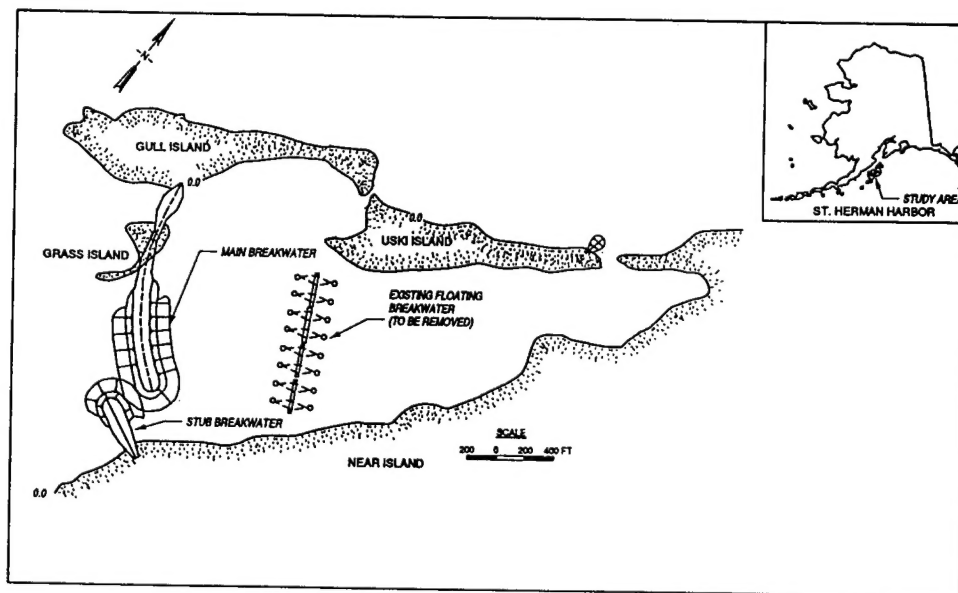 -N-
GULL ISLAND
0.0
GRASS ISLAND
MAIN BREAKWATER
0.0
USKI ISLAND
EXISTING FLOATING
BREAKWATER
(TO BE REMOVED)
STUB BREAKWATER
NEAR ISLAND
0.0
SCALE
200 0 200 400 FT
STUDY AREA
ST. HERMAN HARBOR